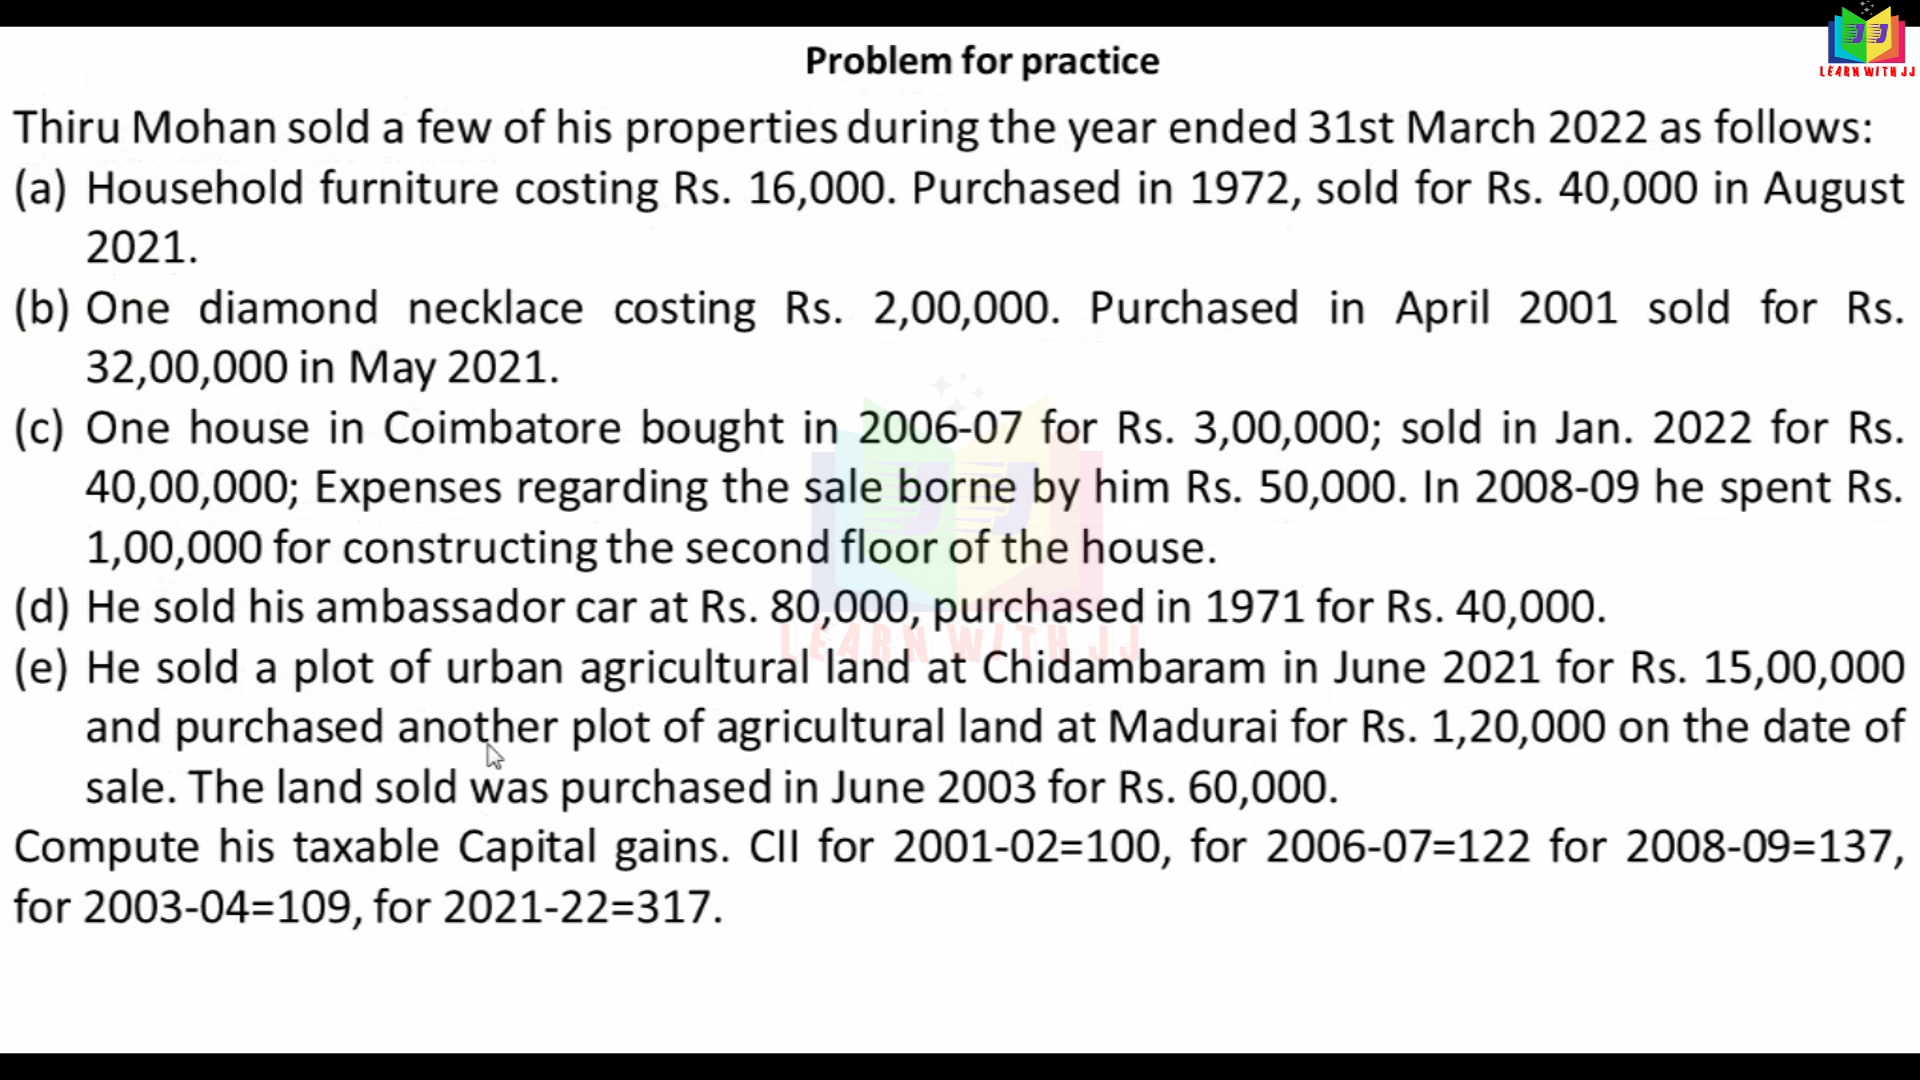 Problem for practice
JJ
LEARN WITH JJ
Thiru Mohan sold a few of his properties during the year ended 31st March 2022 as follows:
(a) Household furniture costing Rs. 16,000. Purchased in 1972, sold for Rs. 40,000 in August
2021.
(b) One diamond necklace costing Rs. 2,00,000. Purchased in April 2001 sold for Rs.
32,00,000 in May 2021.
(c) One house in Coimbatore bought in 2006-07 for Rs. 3,00,000; sold in Jan. 2022 for Rs.
40,00,000; Expenses regarding the sale borne by him Rs. 50,000. In 2008-09 he spent Rs.
1,00,000 for constructing the second floor of the house.
(d) He sold his ambassador car at Rs. 80,000, purchased in 1971 for Rs. 40,000.
(e) He sold a plot of urban agricultural land at Chidambaram in June 2021 for Rs. 15,00,000
and purchased another plot of agricultural land at Madurai for Rs. 1,20,000 on the date of
sale. The land sold was purchased in June 2003 for Rs. 60,000.
Compute his taxable Capital gains. CII for 2001-02=100, for 2006-07=122 for 2008-09=137,
for 2003-04=109, for 2021-22=317.
JJ
LEARN WITH JJ